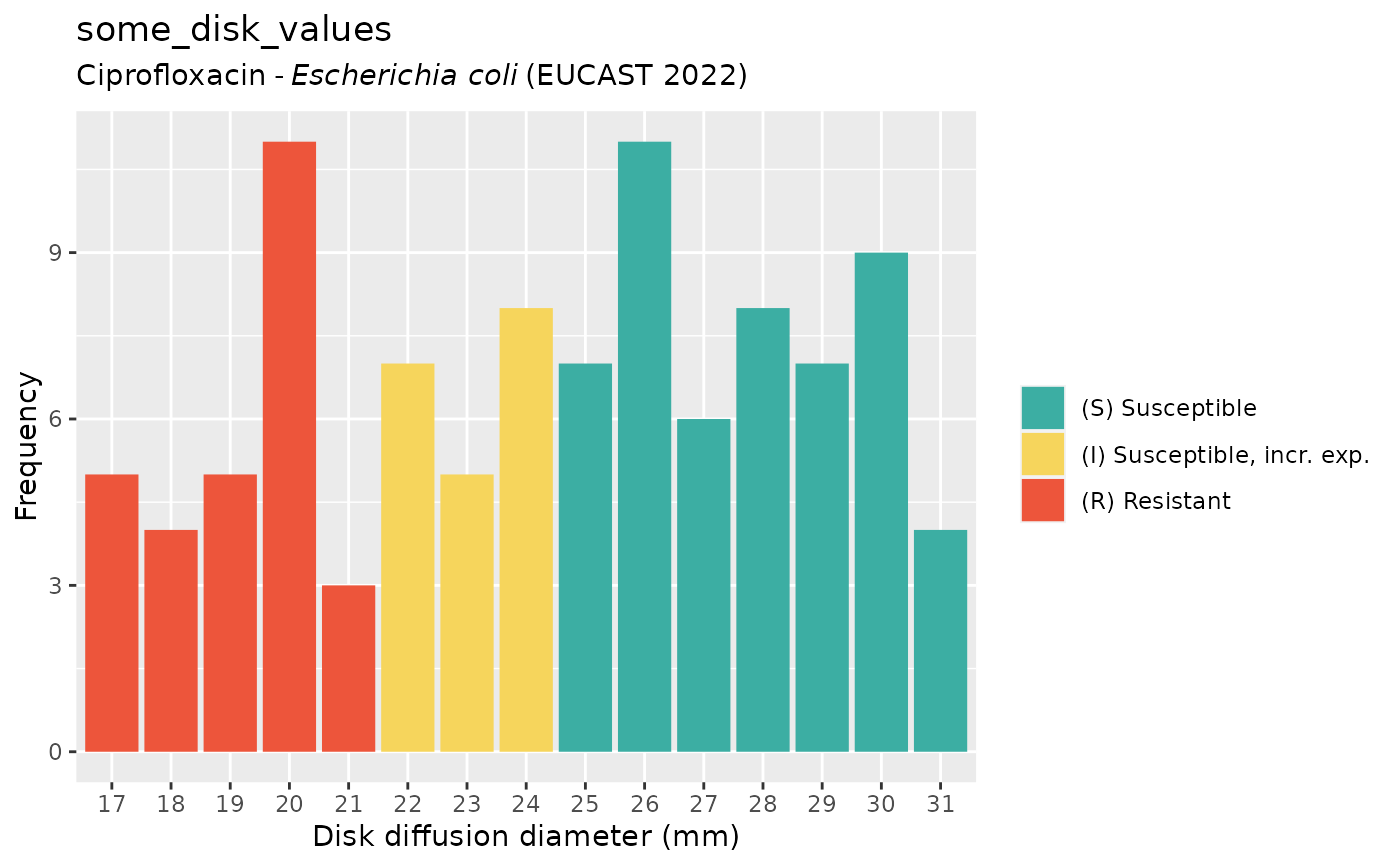 some_disk_values
Ciprofloxacin - Escherichia coli (EUCAST 2022)
Frequency
9
6
3
0
17 18 19 20 21 22 23 24 25 26 27 28 29 30 31
Disk diffusion diameter (mm)
(S) Susceptible
(I) Susceptible, incr. exp.
(R) Resistant